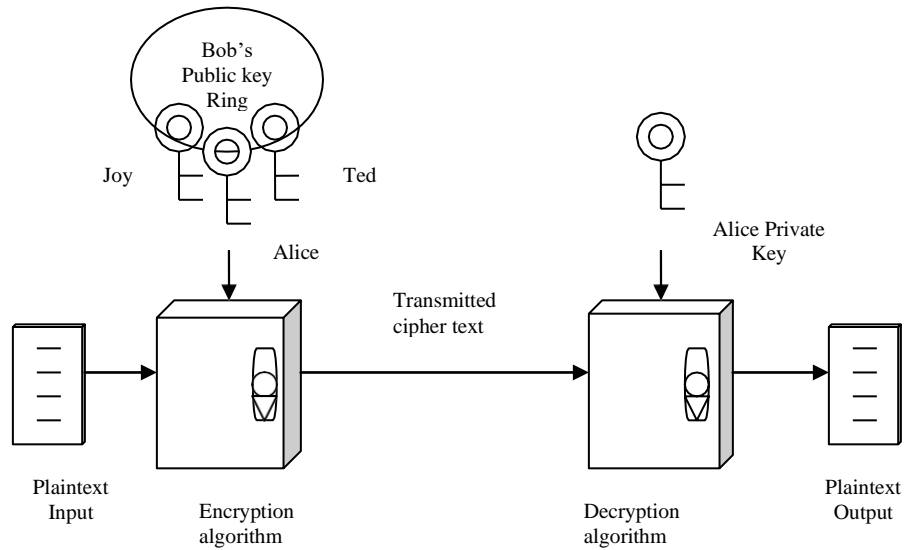 Bob's
Public key
Ring
Joy
Ted
Alice
Alice Private
Key
Transmitted
cipher text
Plaintext
Input
Encryption
algorithm
Decryption
algorithm
Plaintext
Output